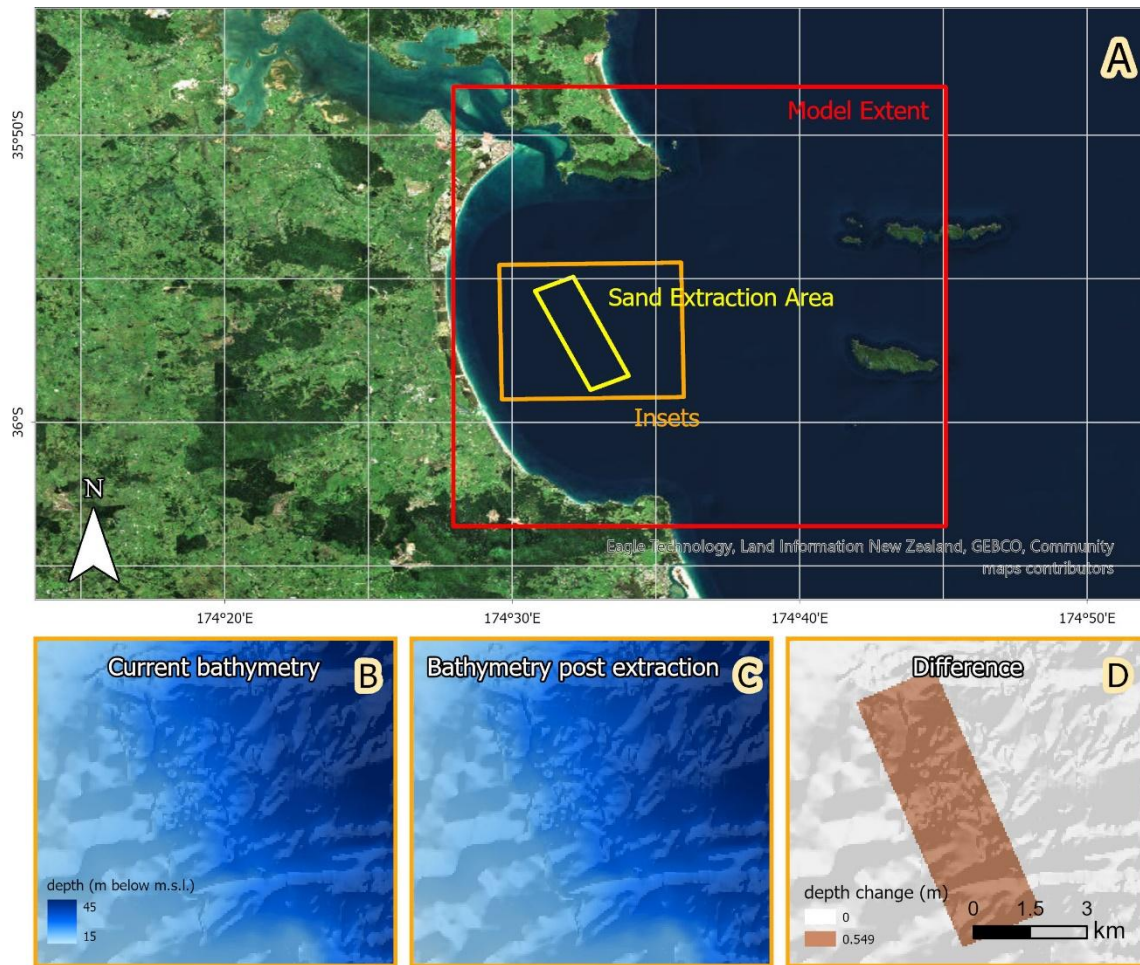 A
Model Extent
35°50'S
Sand Extraction Area
Insets
36°S
N
Eagle Technology, Land Information New Zealand, GEBCO, Community
maps contributors
174°20'E
174°30'E
174°40'E
174°50'E
Current bathymetry
B
depth (m below m.s.l.)
45
15
Bathymetry post extraction
C
Difference
D
depth change (m)
0
0.549
0 1.5 3
km